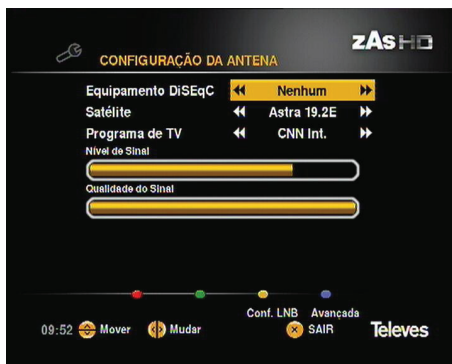 zAs HD
CONFIGURAÇÃO DA ANTENA
Equipamento DiSEqC Nenhum
Satélite Astra 19.2E
Programa de TV CNN Int.
Nível de Sinal
Qualidade do Sinal
Conf. LNB Avançada
09:52 Mover Mudar SAIR Televes